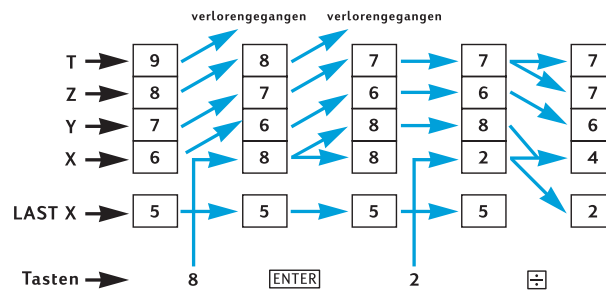 verlorengegangen verlorengegangen
T 9 8 7 7 7
Z 8 7 6 6 7
Y 7 6 8 8 6
X 6 8 8 2 4
LAST X 5 5 5 5 2
Tasten 8 ENTER 2 ÷